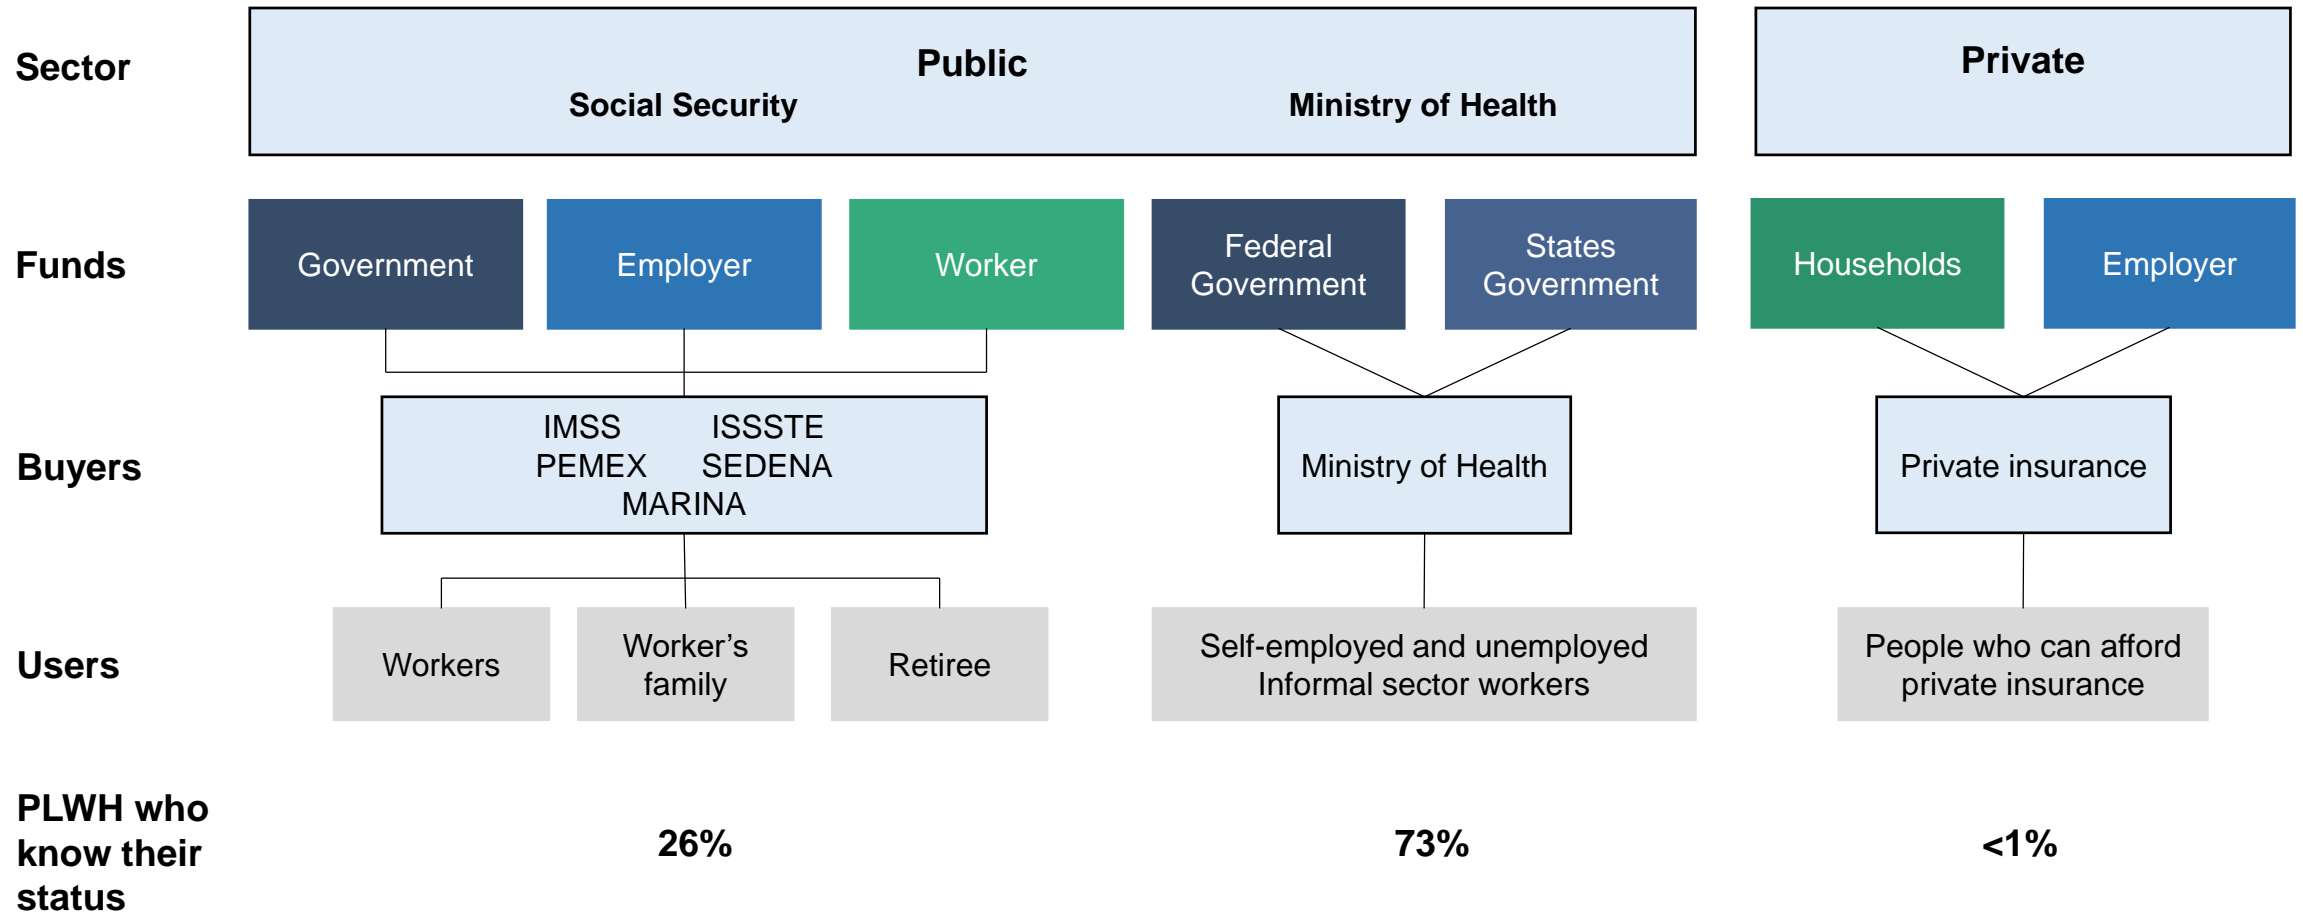 Sector
Public
Social Security
Ministry of Health
Private
Funds
Government
Employer
Worker
Federal
Government
States
Government
Households
Employer
Buyers
IMSS ISSSTE
PEMEX SEDENA
MARINA
Ministry of Health
Private insurance
Users
Workers
Worker’s
family
Retiree
Self-employed and unemployed
Informal sector workers
People who can afford
private insurance
PLWH who
know their
status
26%
73%
<1%